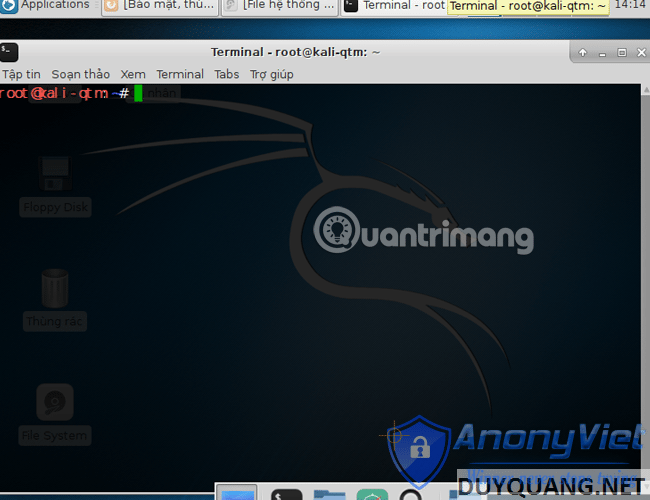 Applications
[Bảo mật, thủ...
[File hệ thống ...
Terminal - root
Terminal - root@kali-qtm: ~
14:14
Terminal - root@kali-qtm: ~
Tập tin Soạn thảo Xem Terminal Tabs Trợ giúp
root@kali-qtm:~#
Floppy Disk
Quantrimang
Thùng rác
File System
AnonyViet
DUYQUANG.NET